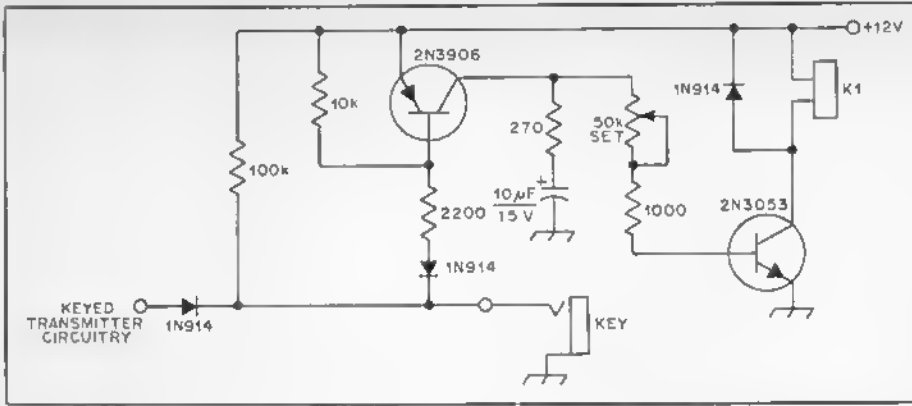 +12V
2N3906
10k
1N914
K1
270
50k
SET
100k
10µF
15V
2200
1000
2N3053
1N914
KEYED
TRANSMITTER
CIRCUITRY
1N914
KEY